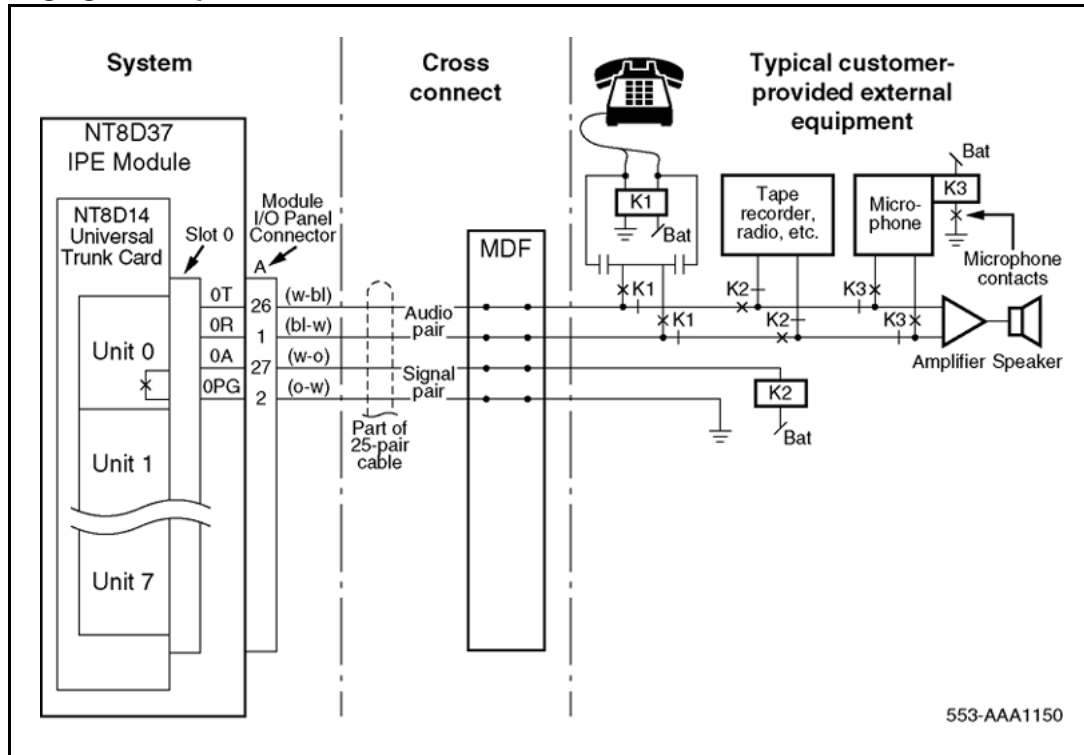 System
Cross
connect
Typical customer-
provided external
equipment
NT8D37
IPE Module
NT8D14
Universal
Trunk Card
Slot 0
Module
I/O Panel
Connector
A
MDF
K1
Bat
Tape
recorder,
radio, etc.
Micro-
phone
K3
Bat
Microphone
contacts
Unit 0
0T
26
(w-bl)
0R
1
(bl-w)
0A
27
(w-o)
0PG
2
(o-w)
Audio
pair
Signal
pair
K1
K1
K2
K2
K3
K3
Amplifier
Speaker
K2
Bat
Part of
25-pair
cable
Unit 1
Unit 7
553-AAA1150